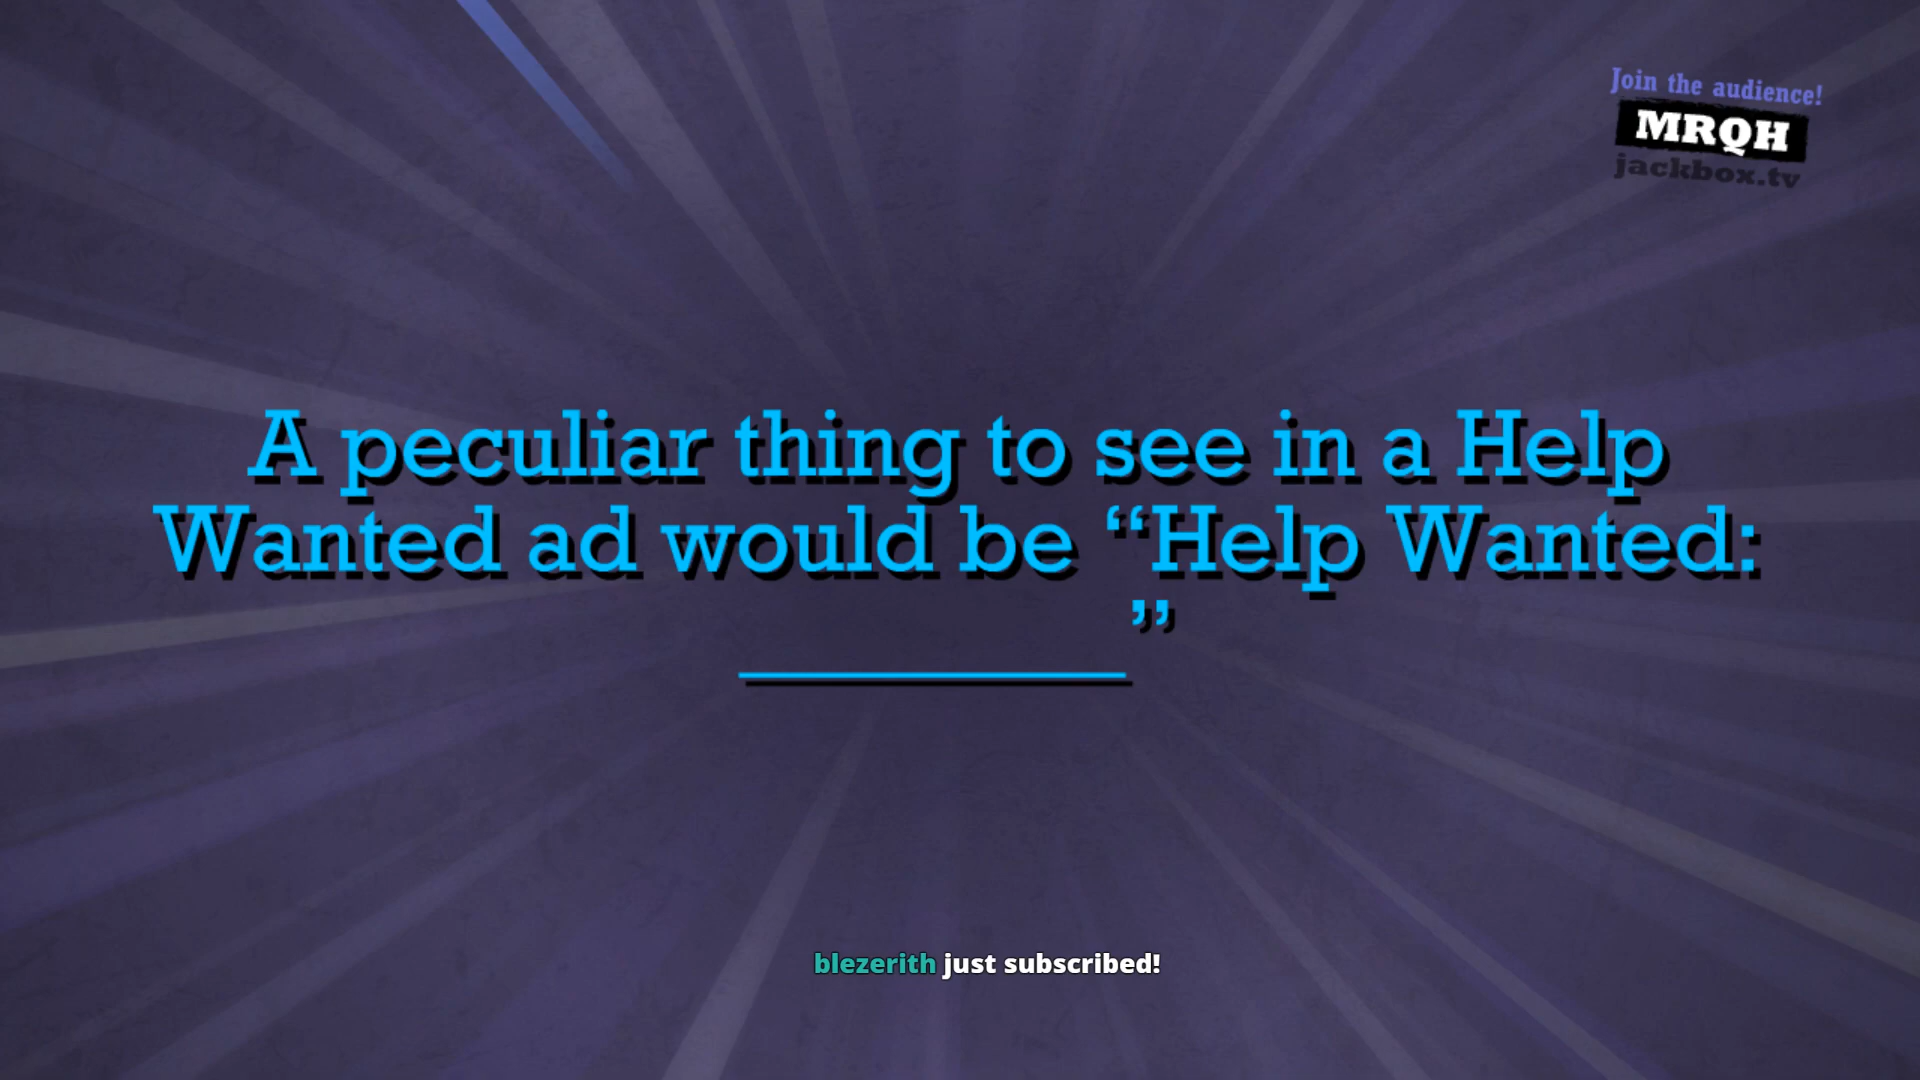 Join the audience!
MRQH
jackbox.tv
A peculiar thing to see in a Help
Wanted ad would be “Help Wanted:
________”
blezerith just subscribed!